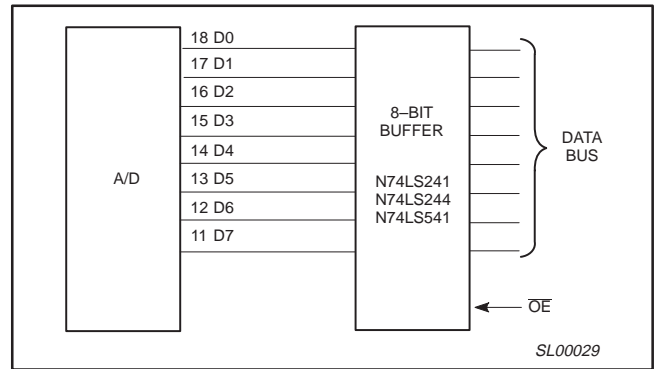 18 D0
17 D1
16 D2
15 D3
14 D4
13 D5
12 D6
11 D7
A/D
8–BIT
BUFFER
N74LS241
N74LS244
N74LS541
DATA
BUS
OE
SL00029